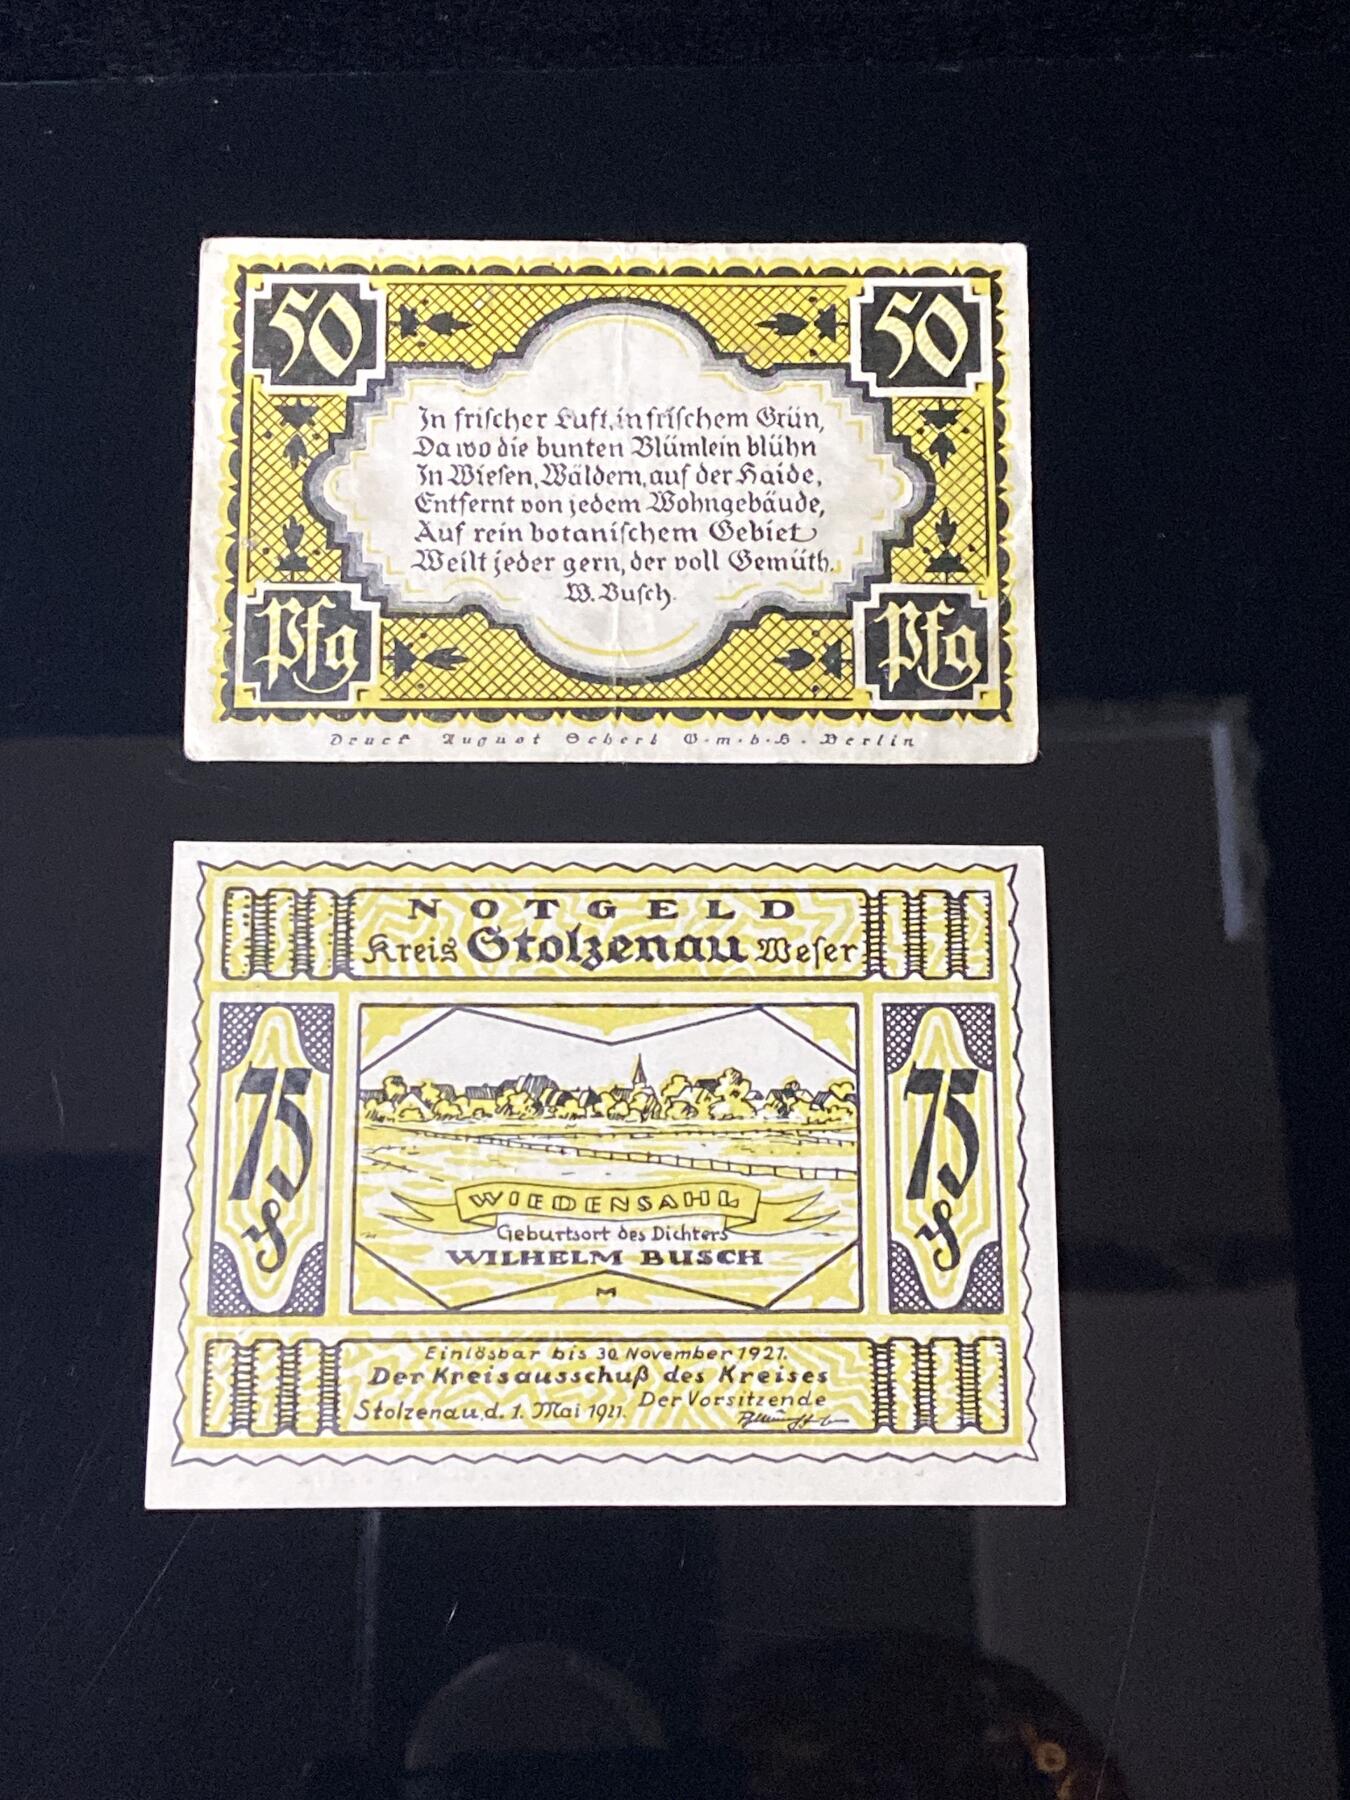 50 50
In frischer Luft, in frischem Grün,
Da wo die bunten Blümlein blühn
In Wiesen, Wäldern, auf der Haide,
Entfernt von jedem Wohngebäude,
Auf rein botanischem Gebiet
Weilt jeder gern, der voll Gemüth.
W. Busch.
Pfg Pfg
Druck August Scherl G.m.b.H. Berlin
NOTGELD
Kreis Stolzenau Weser
75 75
WIEDENSAHL
Geburtsort des Dichters
WILHELM BUSCH
M
Einlösbar bis 30 November 1921.
Der Kreisausschuß des Kreises
Stolzenau, d. 1. Mai 1921. Der Vorsitzende